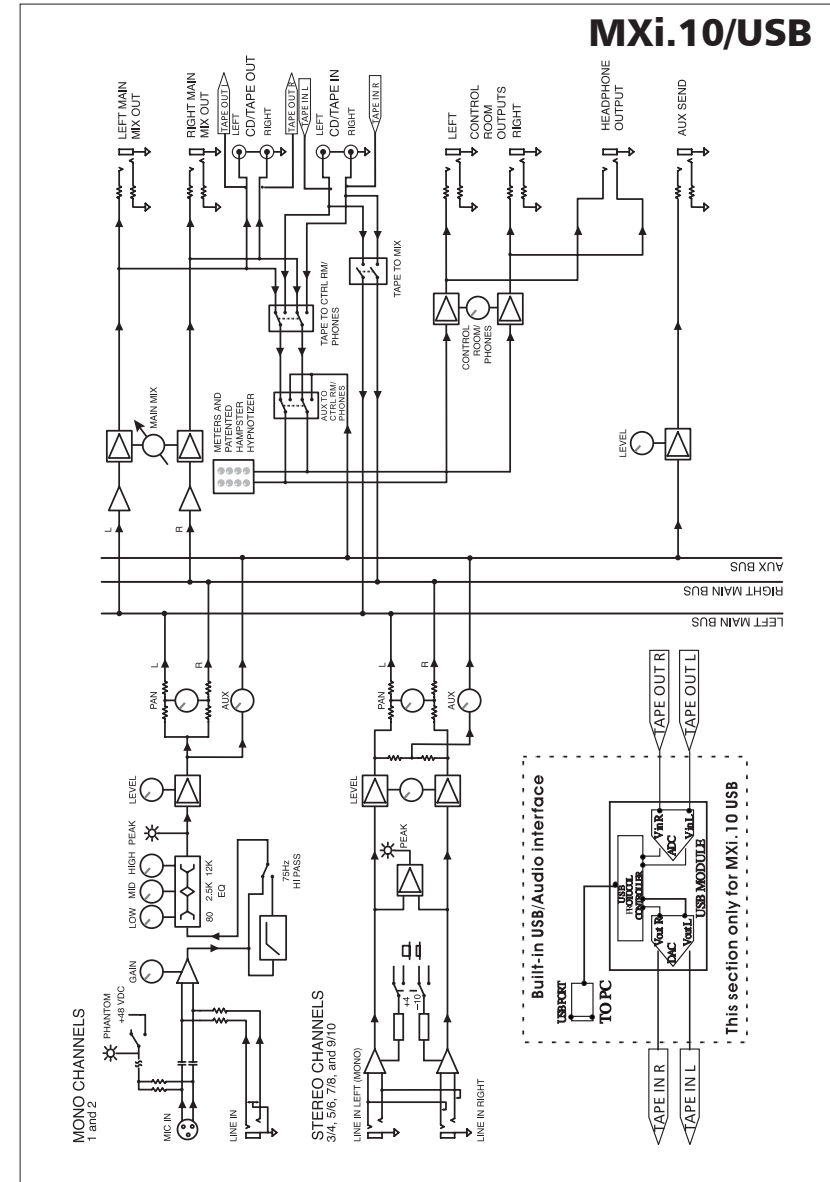 MXi.10/USB
LEFT MAIN
MIX OUT
RIGHT MAIN
MIX OUT
TAPE OUT L
LEFT
CD/TAPE OUT
RIGHT
TAPE OUT R
TAPE IN L
LEFT
CD/TAPE IN
RIGHT
TAPE IN R
LEFT
CONTROL
ROOM
OUTPUTS
RIGHT
HEADPHONE
OUTPUT
AUX SEND
MAIN MIX
METERS AND
PATENTED
HAMPSTER
HYPNOTIZER
TAPE TO CTRL RM/
PHONES
AUX TO
CTRL RM/
PHONES
TAPE TO MIX
CONTROL
ROOM/
PHONES
LEVEL
L
R
AUX BUS
RIGHT MAIN BUS
LEFT MAIN BUS
MONO CHANNELS
1 and 2
MIC IN
LINE IN
PHANTOM
+48 VDC
GAIN
LOW
MID
HIGH
PEAK
80
2.5K
12K
EQ
75Hz
HI PASS
LEVEL
PAN
L
R
AUX
STEREO CHANNELS
3/4, 5/6, 7/8, and 9/10
LINE IN LEFT (MONO)
LINE IN RIGHT
+4
–10
PEAK
LEVEL
PAN
L
R
AUX
Built-in USB/Audio interface
USB PORT
TO PC
USB
PROTOCOL
CONTROLLER
Vout R
DAC
Vout L
Vin R
ADC
Vin L
USB MODULE
This section only for MXi.10 USB
TAPE IN R
TAPE IN L
TAPE OUT R
TAPE OUT L